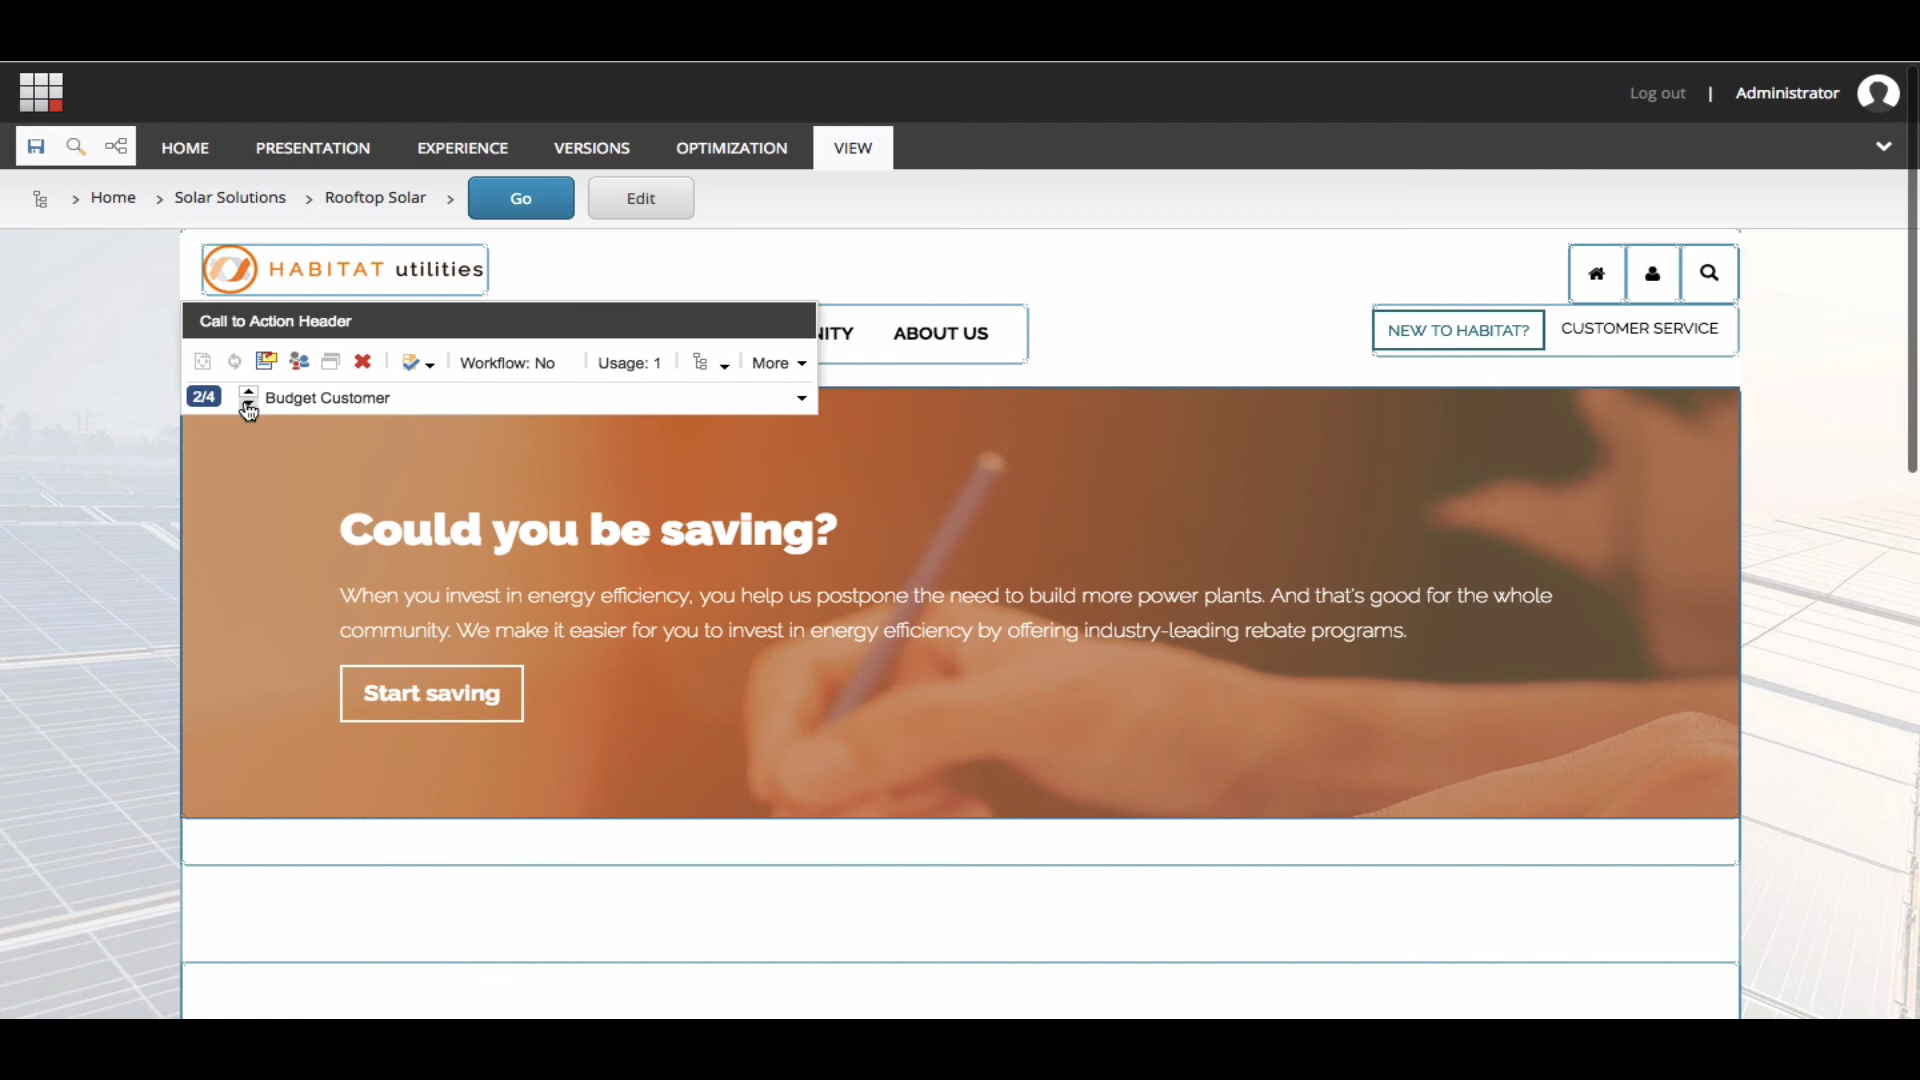 Log out | Administrator
HOME PRESENTATION EXPERIENCE VERSIONS OPTIMIZATION VIEW
> Home > Solar Solutions > Rooftop Solar > Go Edit
HABITAT utilities
Call to Action Header
NITY ABOUT US
NEW TO HABITAT? CUSTOMER SERVICE
Workflow: No Usage: 1 More
2/4 Budget Customer
Could you be saving?
When you invest in energy efficiency, you help us postpone the need to build more power plants. And that's good for the whole
community. We make it easier for you to invest in energy efficiency by offering industry-leading rebate programs.
Start saving